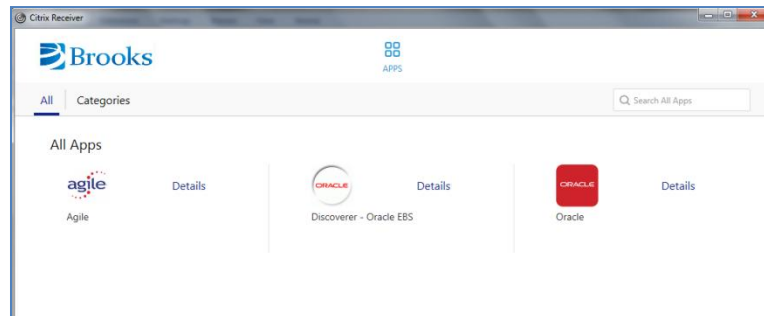 Citrix Receiver
Brooks
APPS
All
Categories
Search All Apps
All Apps
agile
Details
ORACLE
Details
ORACLE
Details
Agile
Discoverer - Oracle EBS
Oracle